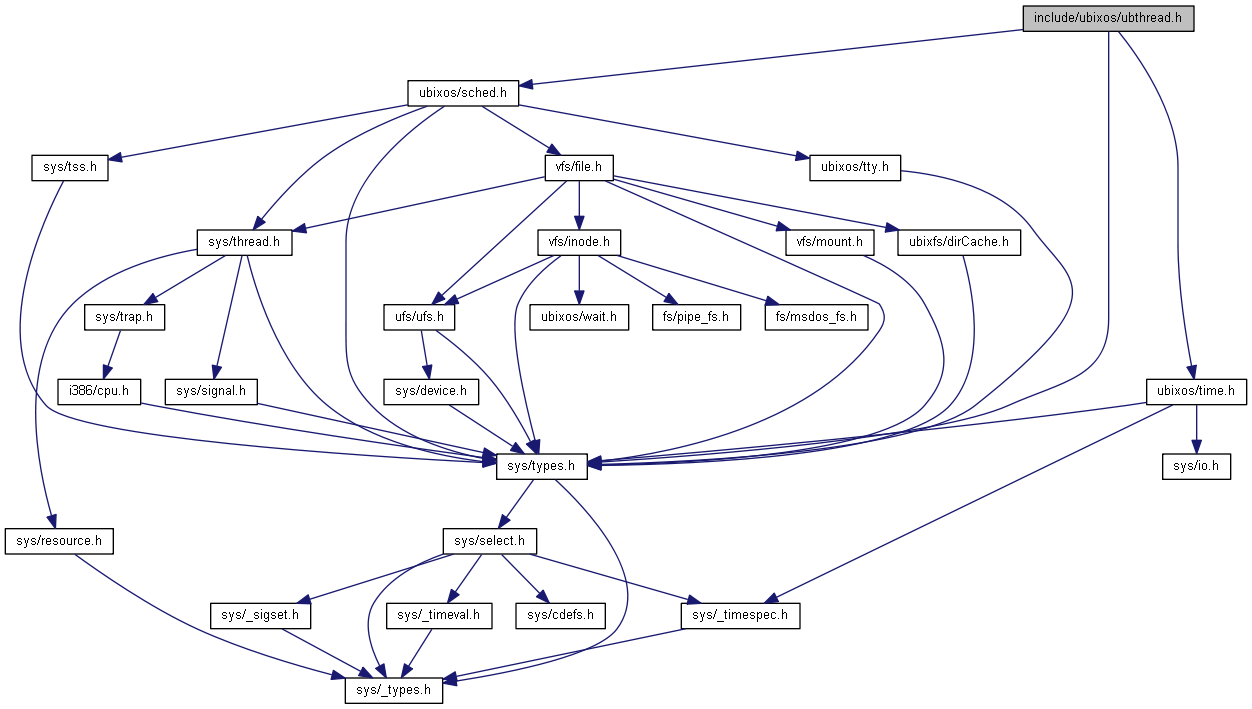 include/ubixos/ubthread.h
ubixos/sched.h
sys/tss.h
vfs/file.h
ubixos/tty.h
sys/thread.h
vfs/inode.h
vfs/mount.h
ubixfs/dirCache.h
sys/trap.h
ufs/ufs.h
ubixos/wait.h
fs/pipe_fs.h
fs/msdos_fs.h
i386/cpu.h
sys/signal.h
sys/device.h
ubixos/time.h
sys/types.h
sys/io.h
sys/resource.h
sys/select.h
sys/_sigset.h
sys/_timeval.h
sys/cdefs.h
sys/_timespec.h
sys/_types.h